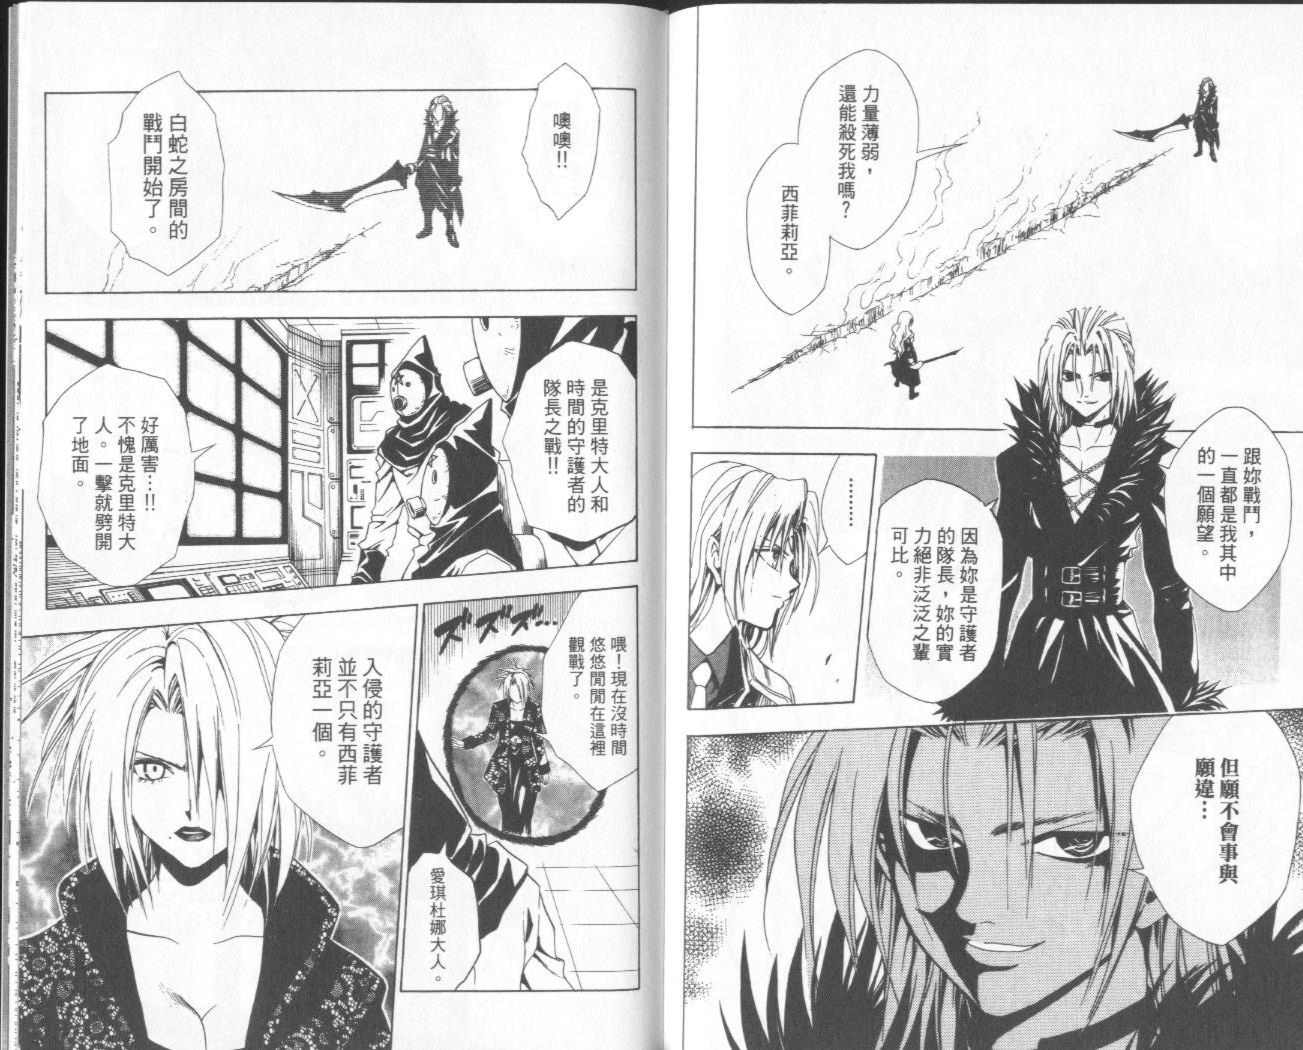 力量薄弱，
還能殺死我嗎？
西菲莉亞。
跟妳戰鬥，
一直都是我其中
的一個願望。
因為妳是守護者
的隊長，妳的實
力絕非泛泛之輩
可比。
………
但願不會事與
願違…
噢噢!!
白蛇之房間的
戰鬥開始了。
是克里特大人和
時間的守護者的
隊長之戰!!
好厲害…!!
不愧是克里特大
人。一擊就劈開
了地面。
ズズズ…
喂！現在沒時間
悠悠閒閒在這裡
觀戰了。
愛琪杜娜大人。
入侵的守護者
並不只有西菲
莉亞一個。